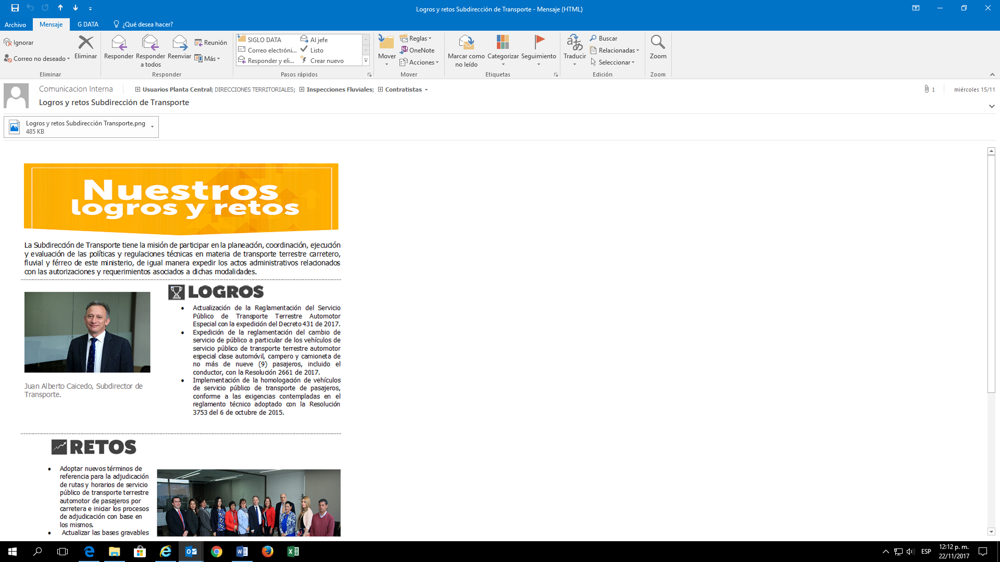 Logros y retos Subdirección de Transporte - Mensaje (HTML)
Archivo
Mensaje
G DATA
¿Qué desea hacer?
Ignorar
Correo no deseado
Eliminar
Eliminar
Responder
Responder a todos
Reenviar
Reunión
Más
Responder
SIGLO DATA
Correo electróni...
Responder y eli...
Al jefe
Listo
Crear nuevo
Pasos rápidos
Mover
Reglas
OneNote
Acciones
Mover
Marcar como no leído
Categorizar
Seguimiento
Etiquetas
Traducir
Buscar
Relacionadas
Seleccionar
Edición
Zoom
Zoom
Comunicacion Interna
Usuarios Planta Central; DIRECCIONES TERRITORIALES; Inspecciones Fluviales; Contratistas
1
miércoles 15/11
Logros y retos Subdirección de Transporte
Logros y retos Subdirección Transporte.png
485 KB
Nuestros
logros y retos
La Subdirección de Transporte tiene la misión de participar en la planeación, coordinación, ejecución
y evaluación de las políticas y regulaciones técnicas en materia de transporte terrestre carretero,
fluvial y férreo de este ministerio, de igual manera expedir los actos administrativos relacionados
con las autorizaciones y requerimientos asociados a dichas modalidades.
LOGROS
• Actualización de la Reglamentación del Servicio
Público de Transporte Terrestre Automotor
Especial con la expedición del Decreto 431 de 2017.
• Expedición de la reglamentación del cambio de
servicio de público a particular de los vehículos de
servicio público de transporte terrestre automotor
especial clase automóvil, campero y camioneta de
no más de nueve (9) pasajeros, incluido el
conductor, con la Resolución 2661 de 2017.
• Implementación de la homologación de vehículos
de servicio público de transporte de pasajeros,
conforme a las exigencias contempladas en el
reglamento técnico adoptado con la Resolución
3753 del 6 de octubre de 2015.
Juan Alberto Caicedo, Subdirector de
Transporte.
RETOS
• Adoptar nuevos términos de
referencia para la adjudicación
de rutas y horarios de servicio
público de transporte terrestre
automotor de pasajeros por
carretera e iniciar los procesos
de adjudicación con base en
los mismos.
• Actualizar las bases gravables
ESP
12:12 p. m.
22/11/2017